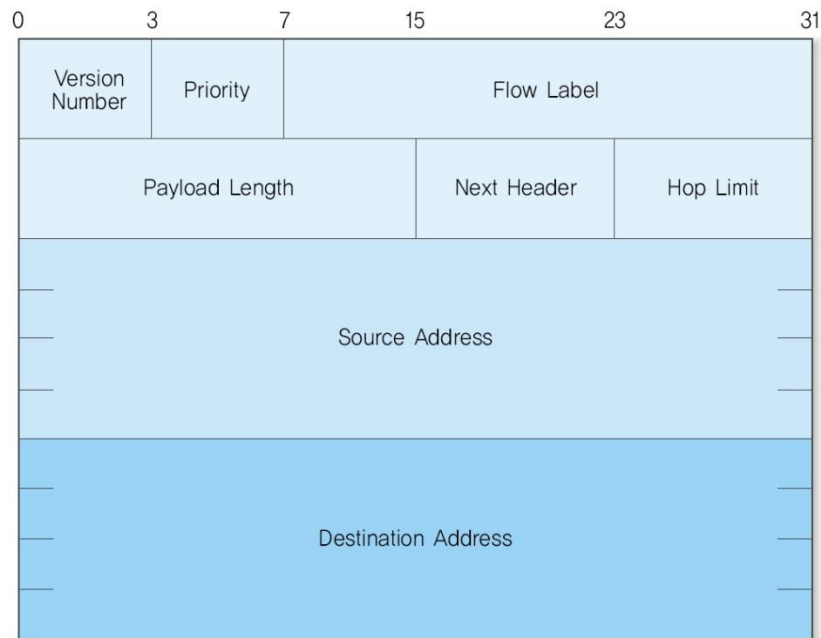 0 3 7 15 23 31
Version
Number
Priority
Flow Label
Payload Length
Next Header
Hop Limit
Source Address
Destination Address